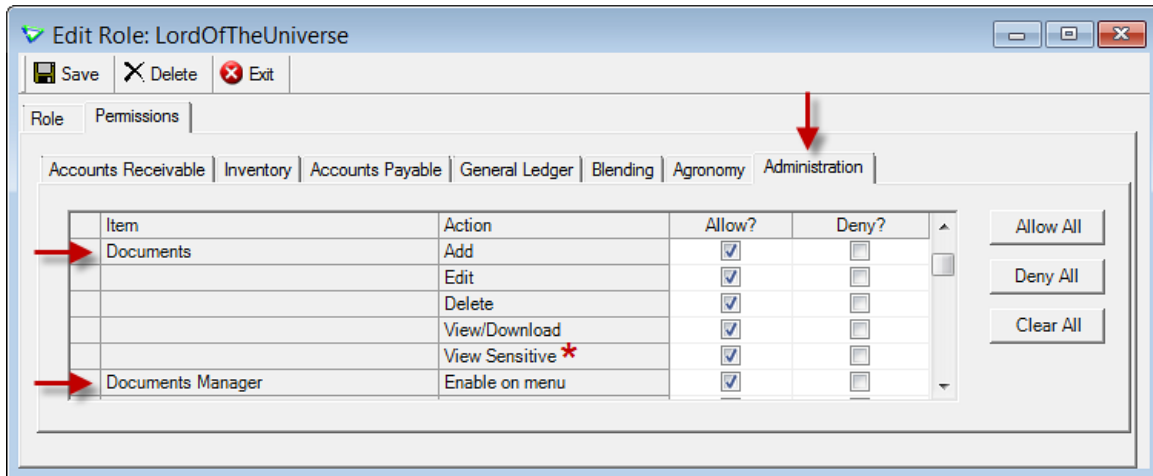 Edit Role: LordOfTheUniverse
Save Delete Exit
Role Permissions
Accounts Receivable Inventory Accounts Payable General Ledger Blending Agronomy Administration
Item Action Allow? Deny? Allow All
Documents Add
Edit Deny All
Delete
View/Download Clear All
View Sensitive *
Documents Manager Enable on menu